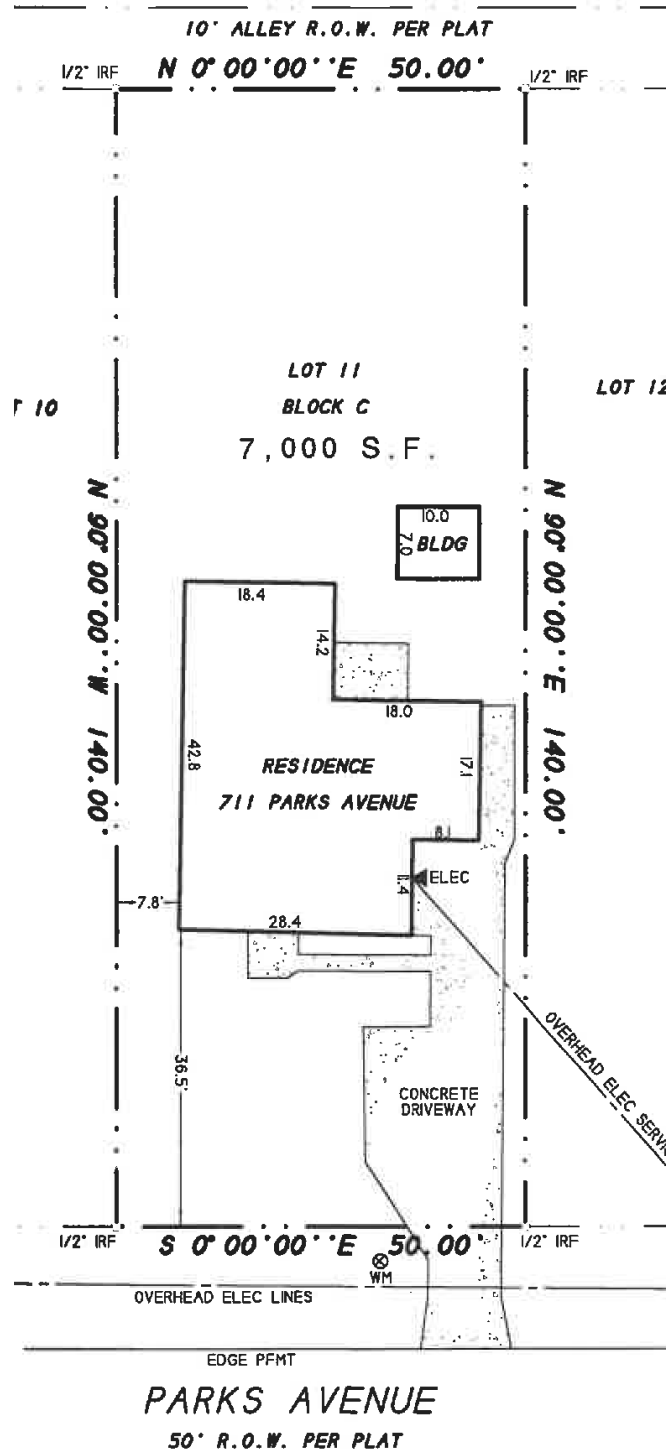 10' ALLEY R.O.W. PER PLAT
1/2" IRF
N 0°00'00''E 50.00'
1/2" IRF
LOT 11
BLOCK C
7,000 S.F.
T 10
LOT 12
N 90°00'00''W 140.00'
N 90°00'00''E 140.00'
10.0
7.0
BLDG
18.4
14.2
18.0
42.8
RESIDENCE
711 PARKS AVENUE
17.1
8.1
11.4
ELEC
7.8'
28.4
36.5'
OVERHEAD ELEC SERVI
CONCRETE
DRIVEWAY
1/2" IRF
S 0°00'00''E 50.00'
1/2" IRF
WM
OVERHEAD ELEC LINES
EDGE PFMT
PARKS AVENUE
50' R.O.W. PER PLAT